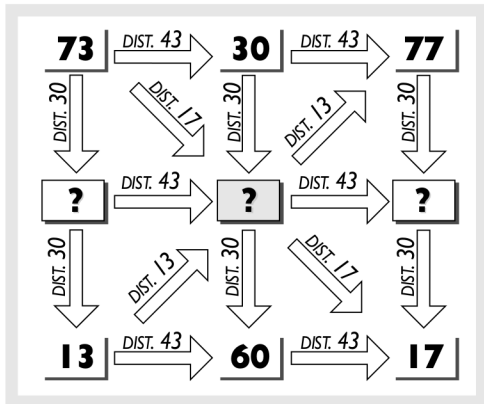 73 DIST. 43 30 DIST. 43 77
DIST. 30 DIST. 17 DIST. 30 DIST. 13 DIST. 30
? DIST. 43 ? DIST. 43 ?
DIST. 30 DIST. 13 DIST. 30 DIST. 17 DIST. 30
13 DIST. 43 60 DIST. 43 17